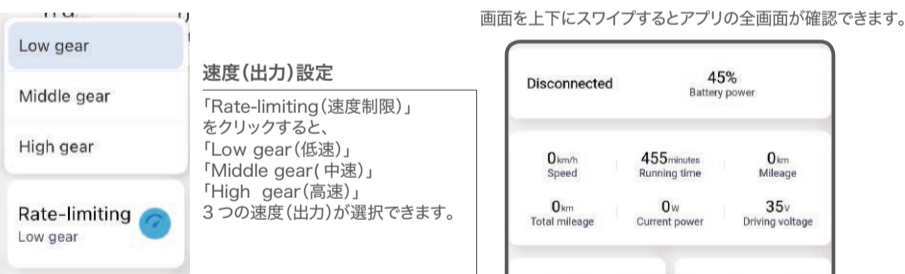 Low gear
Middle gear
High gear
Rate-limiting
Low gear
速度(出力)設定
「Rate-limiting(速度制限)」
をクリックすると、
「Low gear(低速)」
「Middle gear( 中速)」
「High gear(高速)」
3 つの速度(出力)が選択できます。
画面を上下にスワイプするとアプリの全画面が確認できます。
Disconnected
45%
Battery power
0km/h 455minutes 0km
Speed Running time Mileage
0km 0w 35v
Total mileage Current power Driving voltage